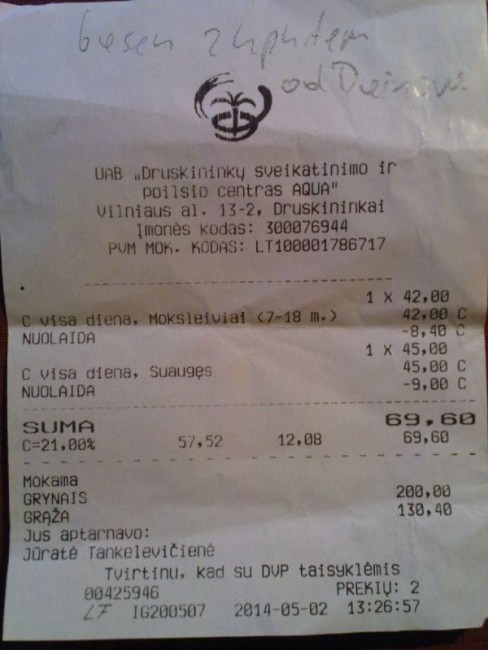 basen z
od
UAB „Druskininkų sveikatinimo ir
poilsio centras AQUA"
Vilniaus al. 13-2, Druskininkai
Įmonės kodas: 300076944
PVM MOK. KODAS: LT100001786717
1 X 42,00
C visa diena, Moksleiviai (7-18 m.) 42,00 C
NUOLAIDA -8,40 C
1 X 45,00
C visa diena, Suaugęs 45,00 C
NUOLAIDA -9,00 C
SUMA 69,60
C=21,00% 57,52 12,08 69,60
Mokama
GRYNAIS 200,00
GRĄŽA 130,40
Jus aptarnavo:
Jūratė Tankelevičienė
Tvirtinu, kad su DVP taisyklėmis
00425946 PREKIŲ: 2
LF IG200507 2014-05-02 13:26:57